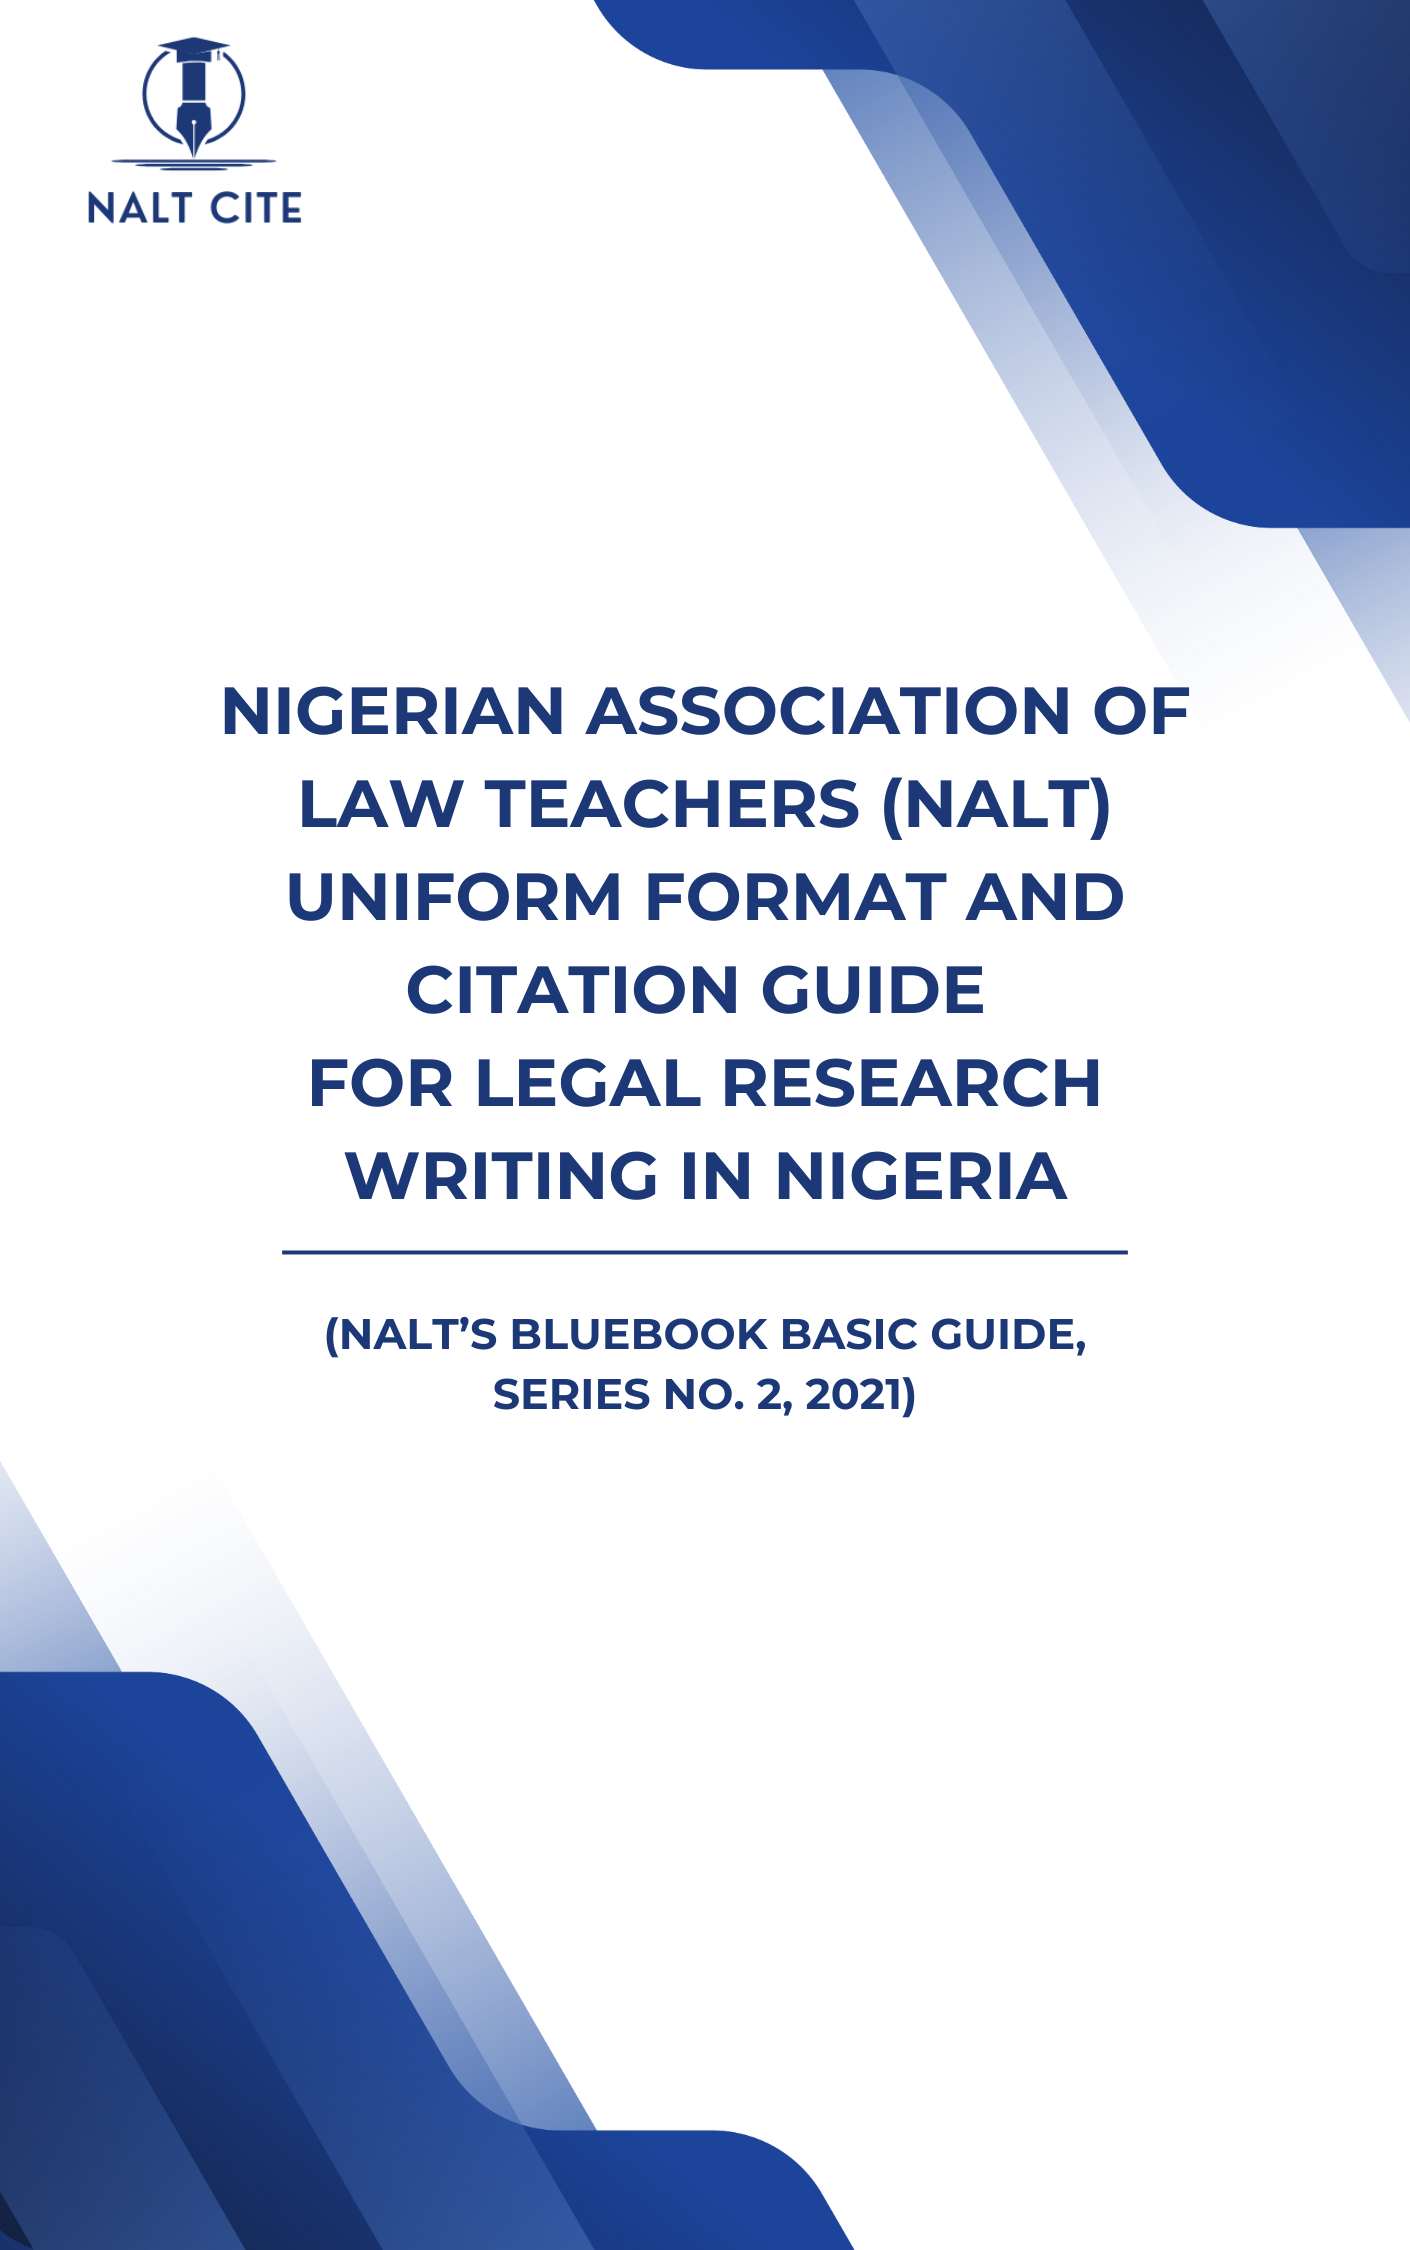 NALT CITE
NIGERIAN ASSOCIATION OF
LAW TEACHERS (NALT)
UNIFORM FORMAT AND
CITATION GUIDE
FOR LEGAL RESEARCH
WRITING IN NIGERIA
(NALT’S BLUEBOOK BASIC GUIDE,
SERIES NO. 2, 2021)